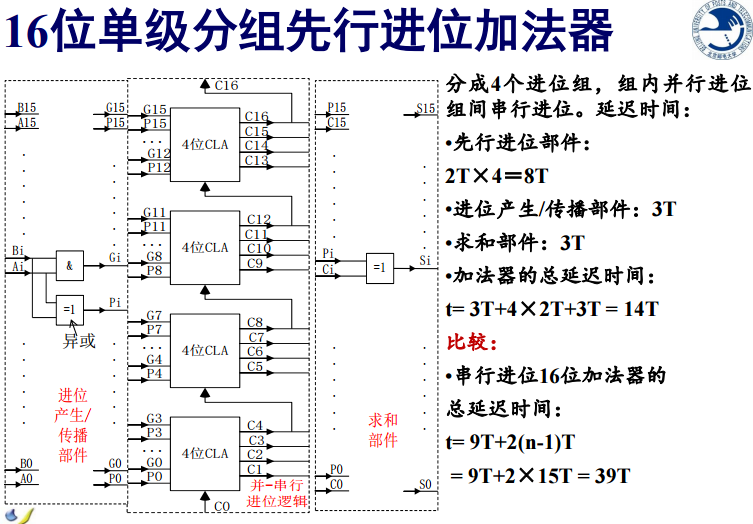 16位单级分组先行进位加法器
C16
B15
A15
G15
P15
G15
P15
G12
P12
4位CLA
C16
C15
C14
C13
P15
C15
S15
G11
P11
G8
P8
4位CLA
C12
C11
C10
C9
Bi
Ai
&
Gi
=1
Pi
异或
Pi
Ci
=1
Si
G7
P7
G4
P4
4位CLA
C8
C7
C6
C5
进位
产生/
传播
部件
G3
P3
G0
P0
4位CLA
C4
C3
C2
C1
求和
部件
B0
A0
G0
P0
P0
C0
S0
并-串行
进位逻辑
C0
分成4个进位组，组内并行进位
组间串行进位。延迟时间：
•先行进位部件：
2T×4＝8T
•进位产生/传播部件：3T
•求和部件：3T
•加法器的总延迟时间：
t= 3T+4×2T+3T = 14T
比较：
•串行进位16位加法器的
总延迟时间：
t= 9T+2(n-1)T
= 9T+2×15T = 39T